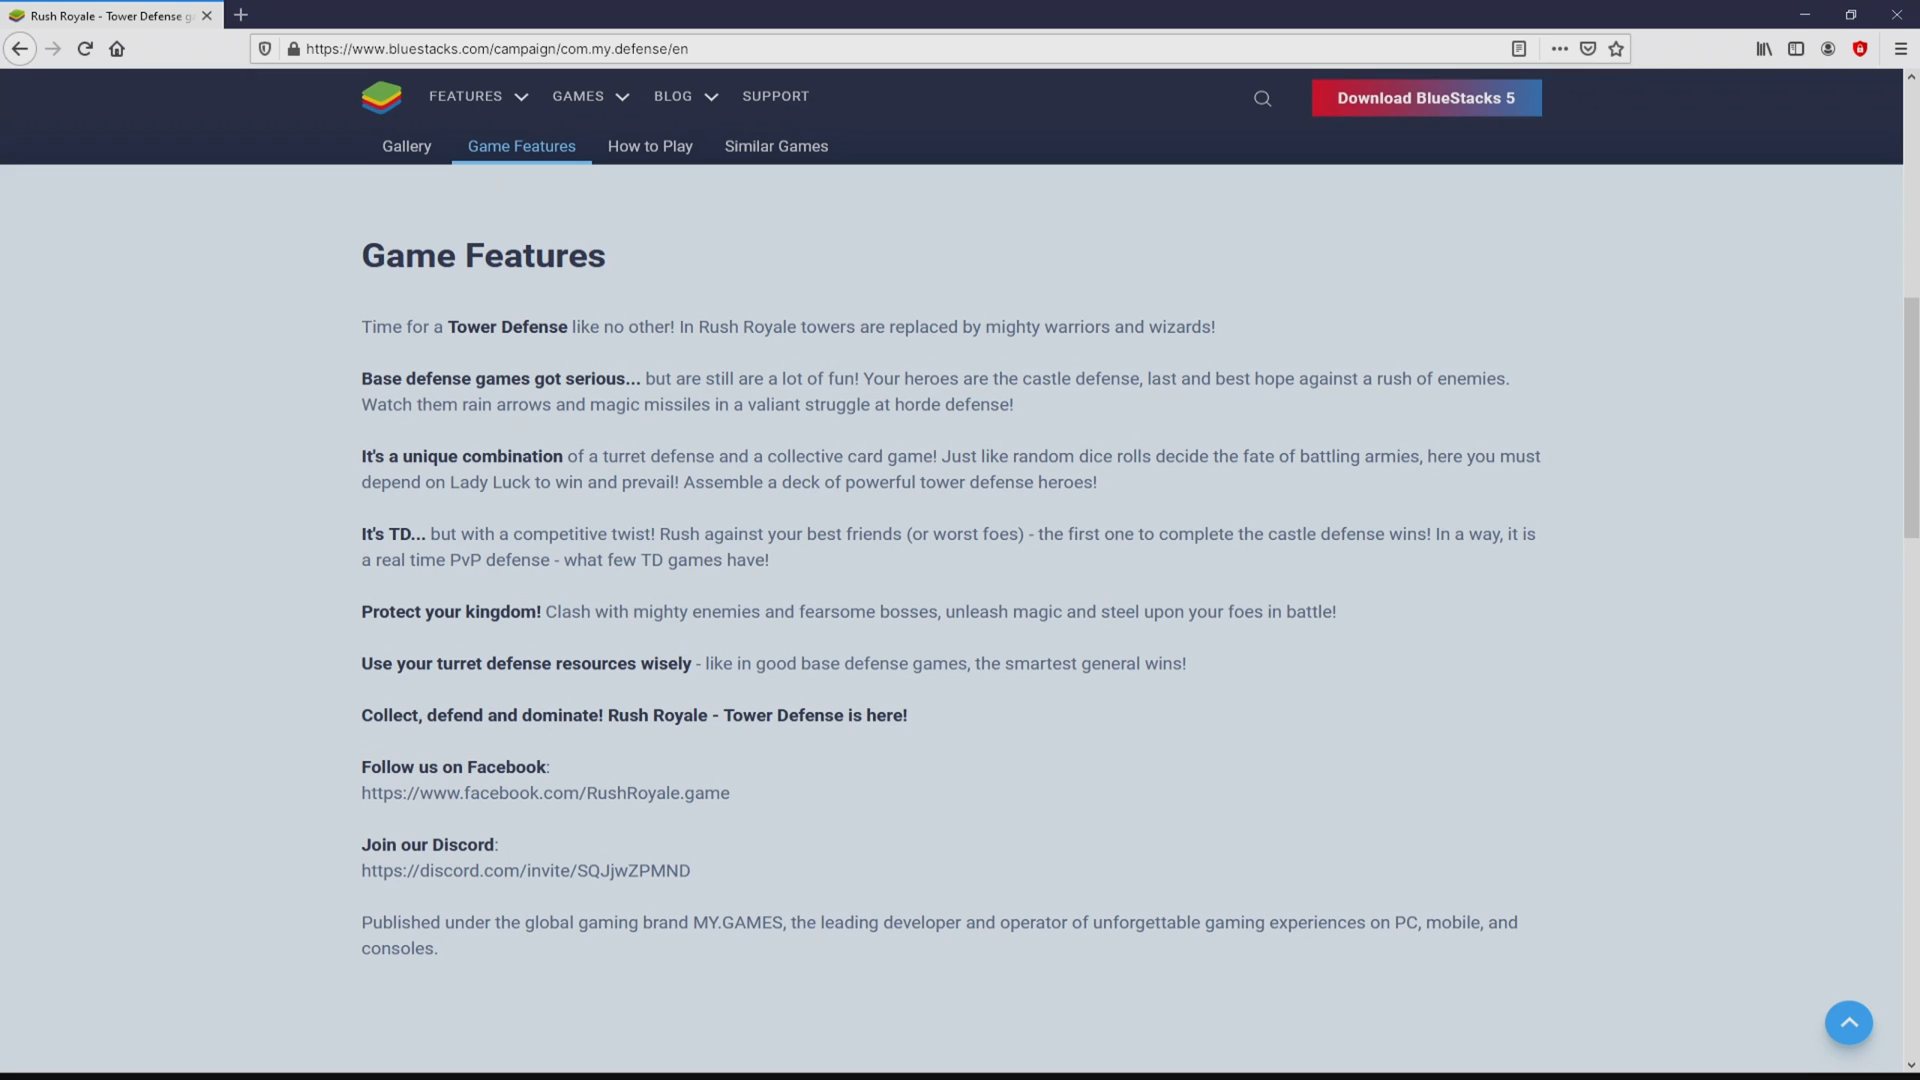 Rush Royale - Tower Defense g
https://www.bluestacks.com/campaign/com.my.defense/en
FEATURES GAMES BLOG SUPPORT
Download BlueStacks 5
Gallery Game Features How to Play Similar Games
Game Features
Time for a Tower Defense like no other! In Rush Royale towers are replaced by mighty warriors and wizards!
Base defense games got serious... but are still are a lot of fun! Your heroes are the castle defense, last and best hope against a rush of enemies.
Watch them rain arrows and magic missiles in a valiant struggle at horde defense!
It's a unique combination of a turret defense and a collective card game! Just like random dice rolls decide the fate of battling armies, here you must
depend on Lady Luck to win and prevail! Assemble a deck of powerful tower defense heroes!
It's TD... but with a competitive twist! Rush against your best friends (or worst foes) - the first one to complete the castle defense wins! In a way, it is
a real time PvP defense - what few TD games have!
Protect your kingdom! Clash with mighty enemies and fearsome bosses, unleash magic and steel upon your foes in battle!
Use your turret defense resources wisely - like in good base defense games, the smartest general wins!
Collect, defend and dominate! Rush Royale - Tower Defense is here!
Follow us on Facebook:
https://www.facebook.com/RushRoyale.game
Join our Discord:
https://discord.com/invite/SQJjwZPMND
Published under the global gaming brand MY.GAMES, the leading developer and operator of unforgettable gaming experiences on PC, mobile, and
consoles.